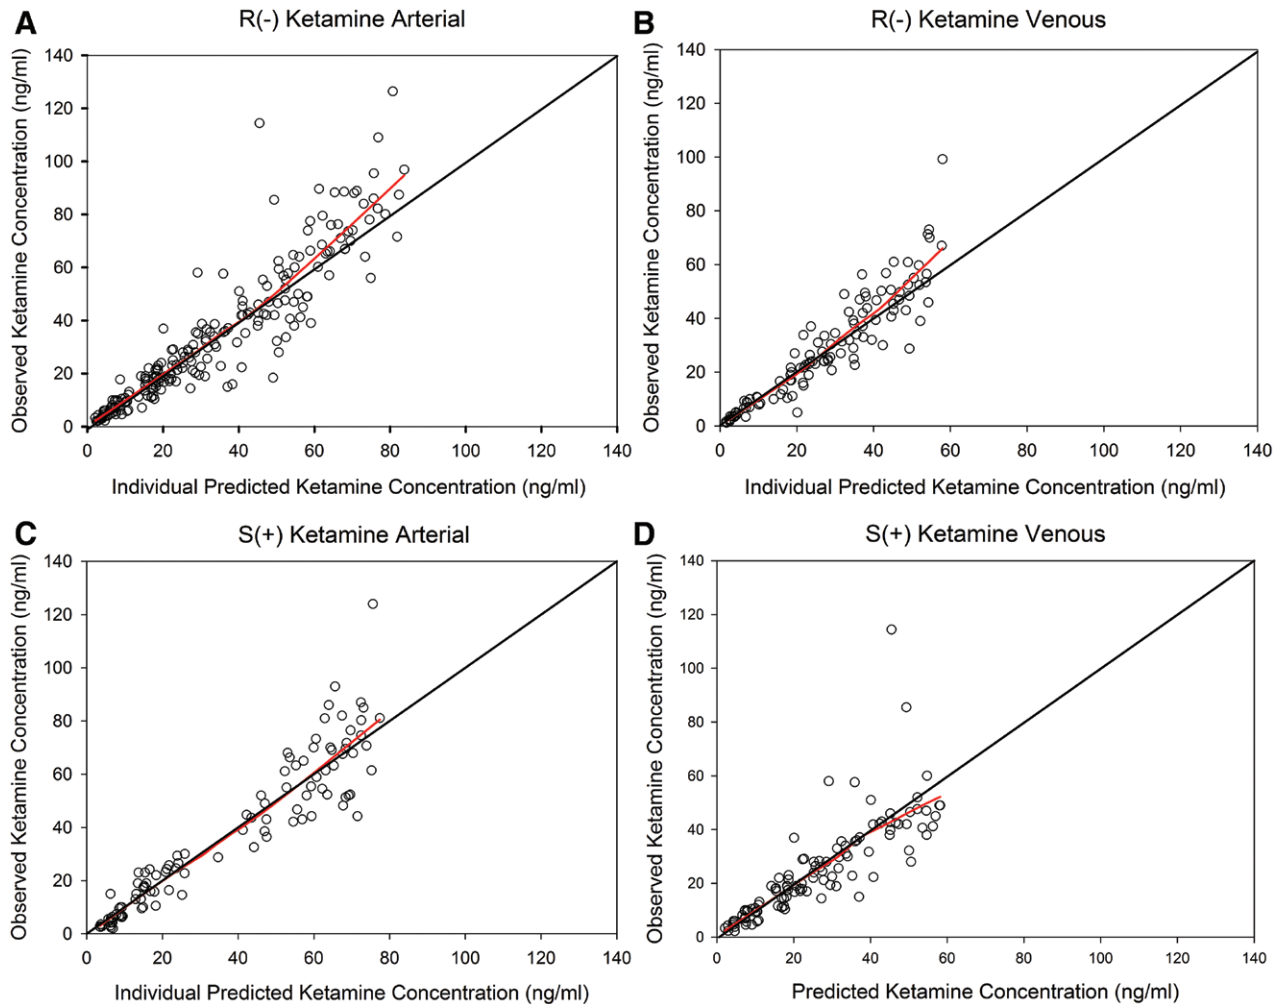 A
R(-) Ketamine Arterial
Observed Ketamine Concentration (ng/ml)
140
120
100
80
60
40
20
0
0 20 40 60 80 100 120 140
Individual Predicted Ketamine Concentration (ng/ml)
B
R(-) Ketamine Venous
Observed Ketamine Concentration (ng/ml)
140
120
100
80
60
40
20
0
0 20 40 60 80 100 120 140
Individual Predicted Ketamine Concentration (ng/ml)
C
S(+) Ketamine Arterial
Observed Ketamine Concentration (ng/ml)
140
120
100
80
60
40
20
0
0 20 40 60 80 100 120 140
Individual Predicted Ketamine Concentration (ng/ml)
D
S(+) Ketamine Venous
Observed Ketamine Concentration (ng/ml)
140
120
100
80
60
40
20
0
0 20 40 60 80 100 120 140
Predicted Ketamine Concentration (ng/ml)